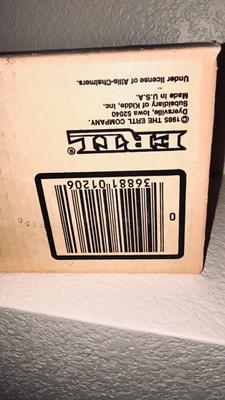 0
36881 01206
ERTL®
© 1985 THE ERTL COMPANY.
Dyersville, Iowa 52040
Subsidiary of Kidde, Inc.
Made in U.S.A.
Under license of Allis-Chalmers.